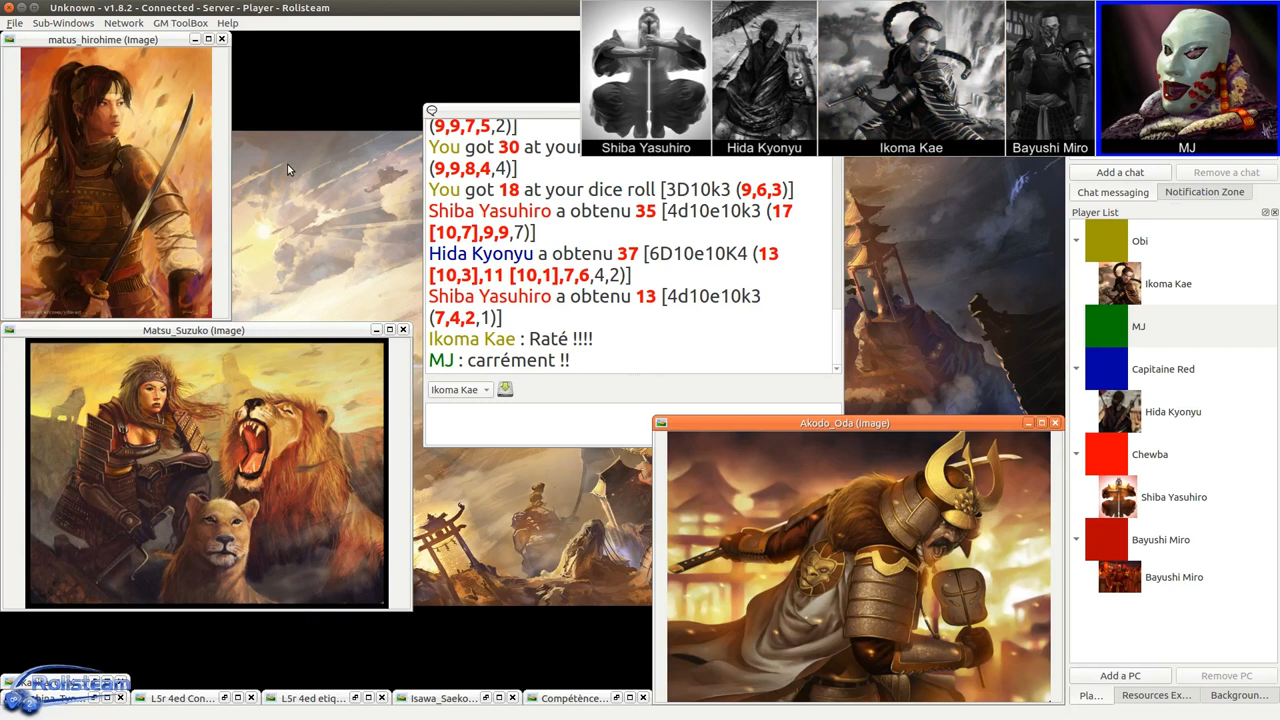 Unknown - v1.8.2 - Connected - Server - Player - Rolisteam
File Sub-Windows Network GM ToolBox Help
matus_hirohime (Image)
Shiba Yasuhiro
Hida Kyonyu
Ikoma Kae
Bayushi Miro
MJ
(9,9,7,5,2)]
You got 30 at your
(9,9,8,4,4)]
You got 18 at your dice roll [3D10k3 (9,6,3)]
Shiba Yasuhiro a obtenu 35 [4d10e10k3 (17
[10,7],9,9,7)]
Hida Kyonyu a obtenu 37 [6D10e10K4 (13
[10,3],11 [10,1],7,6,4,2)]
Shiba Yasuhiro a obtenu 13 [4d10e10k3
(7,4,2,1)]
Ikoma Kae : Raté !!!!
MJ : carrément !!
Ikoma Kae
Matsu_Suzuko (Image)
Akodo_Oda (Image)
Add a chat
Remove a chat
Chat messaging
Notification Zone
Player List
Obi
Ikoma Kae
MJ
Capitaine Red
Hida Kyonyu
Chewba
Shiba Yasuhiro
Bayushi Miro
Bayushi Miro
Add a PC
Remove PC
Pla...
Resources Ex...
Backgroun...
Rolisteam
L5r 4ed Con...
L5r 4ed etiq...
Isawa_Saeko...
Compétence...